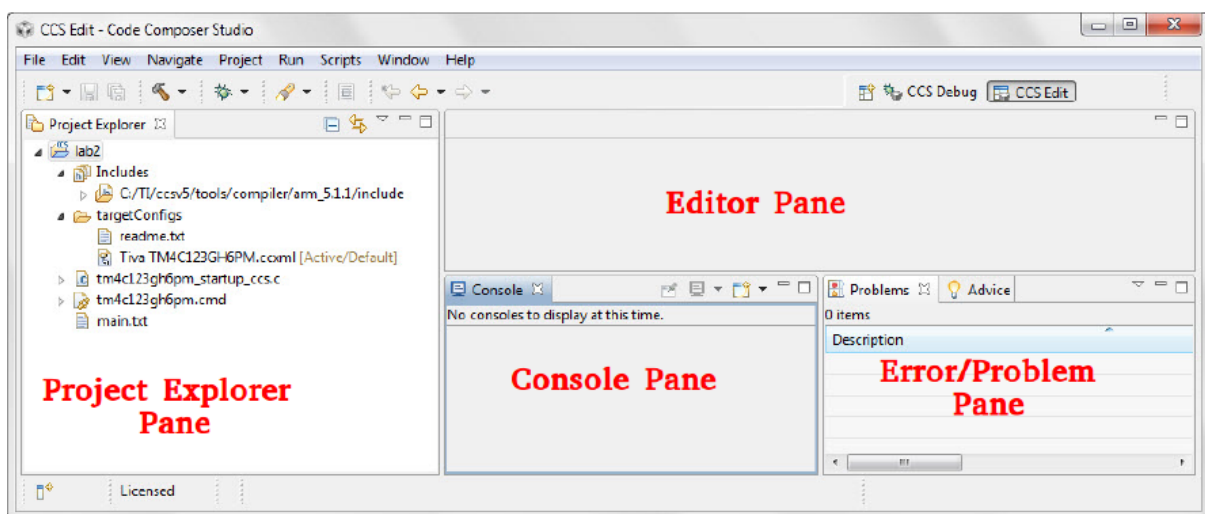 CCS Edit - Code Composer Studio
File Edit View Navigate Project Run Scripts Window Help
CCS Debug CCS Edit
Project Explorer
lab2
Includes
C:/TI/ccsv5/tools/compiler/arm_5.1.1/include
targetConfigs
readme.txt
Tiva TM4C123GH6PM.ccxml [Active/Default]
tm4c123gh6pm_startup_ccs.c
tm4c123gh6pm.cmd
main.txt
Project Explorer
Pane
Editor Pane
Console
No consoles to display at this time.
Console Pane
Problems Advice
0 items
Description
Error/Problem
Pane
Licensed